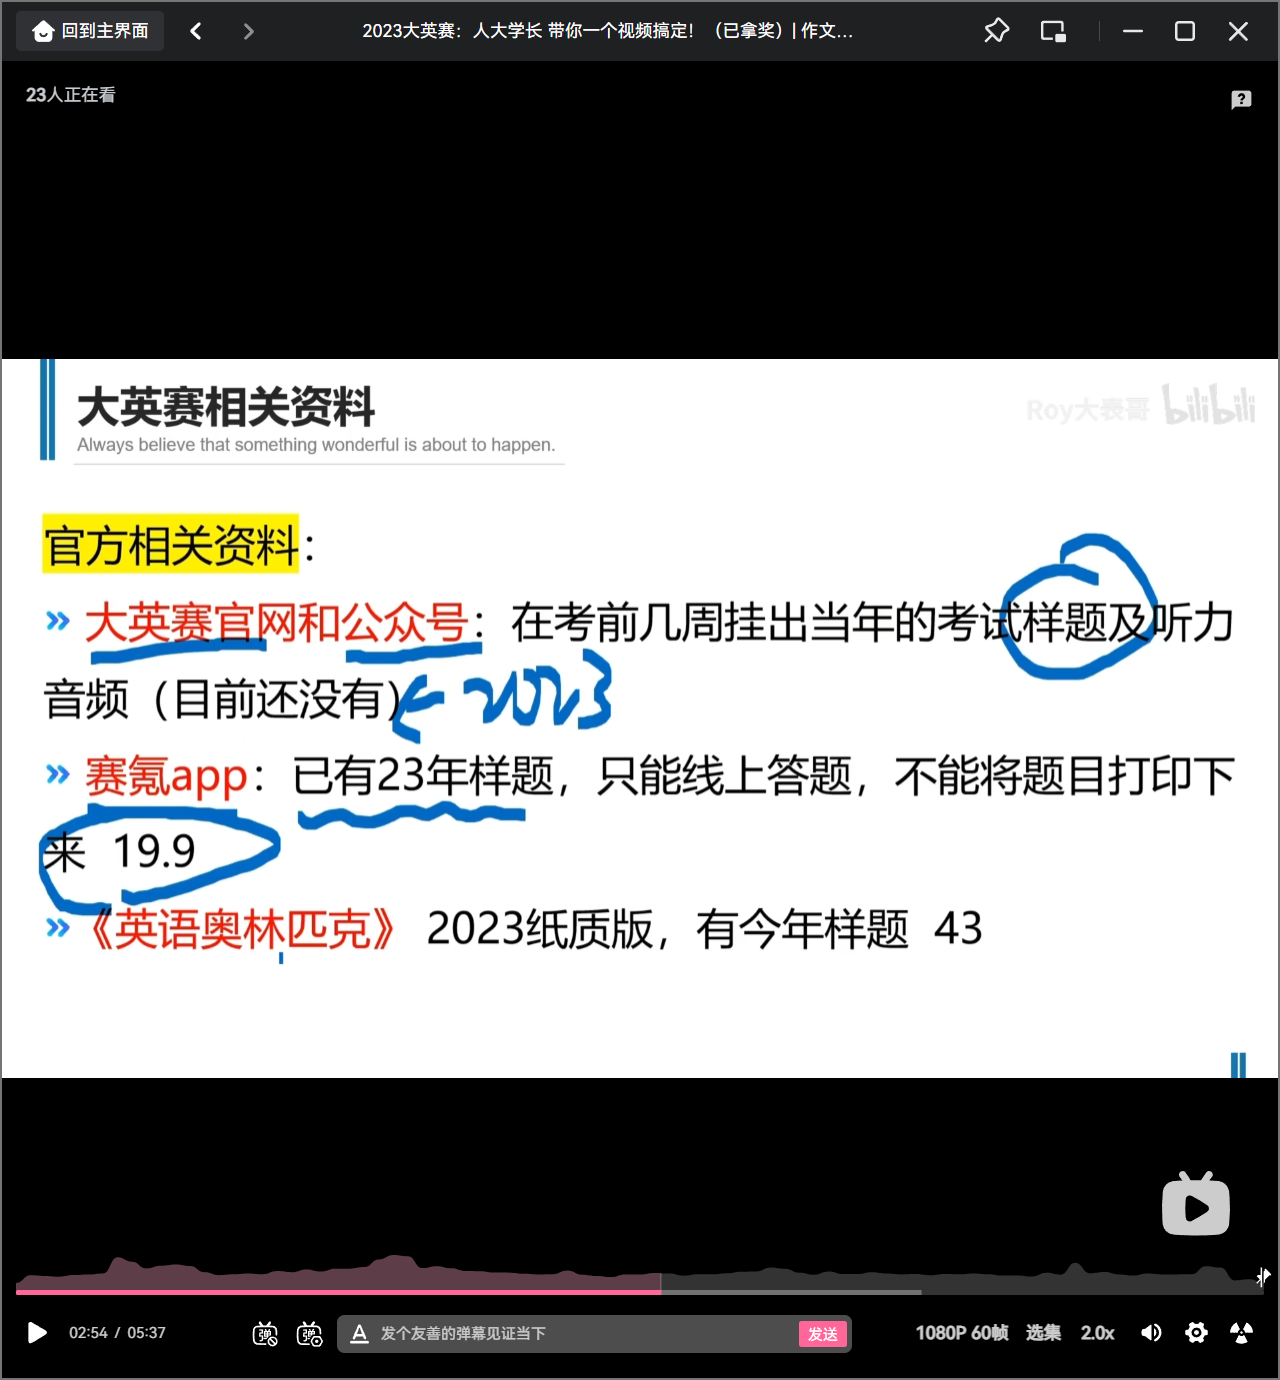 回到主界面
2023大英赛：人大学长 带你一个视频搞定！（已拿奖）| 作文...
23人正在看
大英赛相关资料
Always believe that something wonderful is about to happen.
Roy大表哥 bilibili
官方相关资料：
» 大英赛官网和公众号：在考前几周挂出当年的考试样题及听力
音频（目前还没有）← 2023
» 赛氪app：已有23年样题，只能线上答题，不能将题目打印下
来 19.9
»《英语奥林匹克》 2023纸质版，有今年样题 43
02:54 / 05:37
弹
弹
A
发个友善的弹幕见证当下
发送
1080P 60帧
选集
2.0x